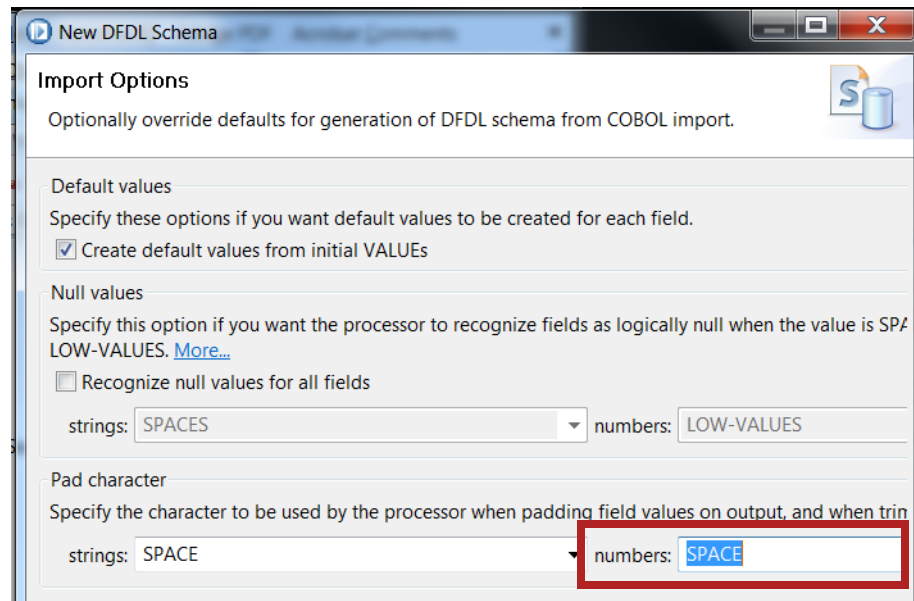 New DFDL Schema
Import Options
Optionally override defaults for generation of DFDL schema from COBOL import.
Default values
Specify these options if you want default values to be created for each field.
Create default values from initial VALUEs
Null values
Specify this option if you want the processor to recognize fields as logically null when the value is SPA
LOW-VALUES. More...
Recognize null values for all fields
strings: SPACES numbers: LOW-VALUES
Pad character
Specify the character to be used by the processor when padding field values on output, and when trim
strings: SPACE numbers: SPACE